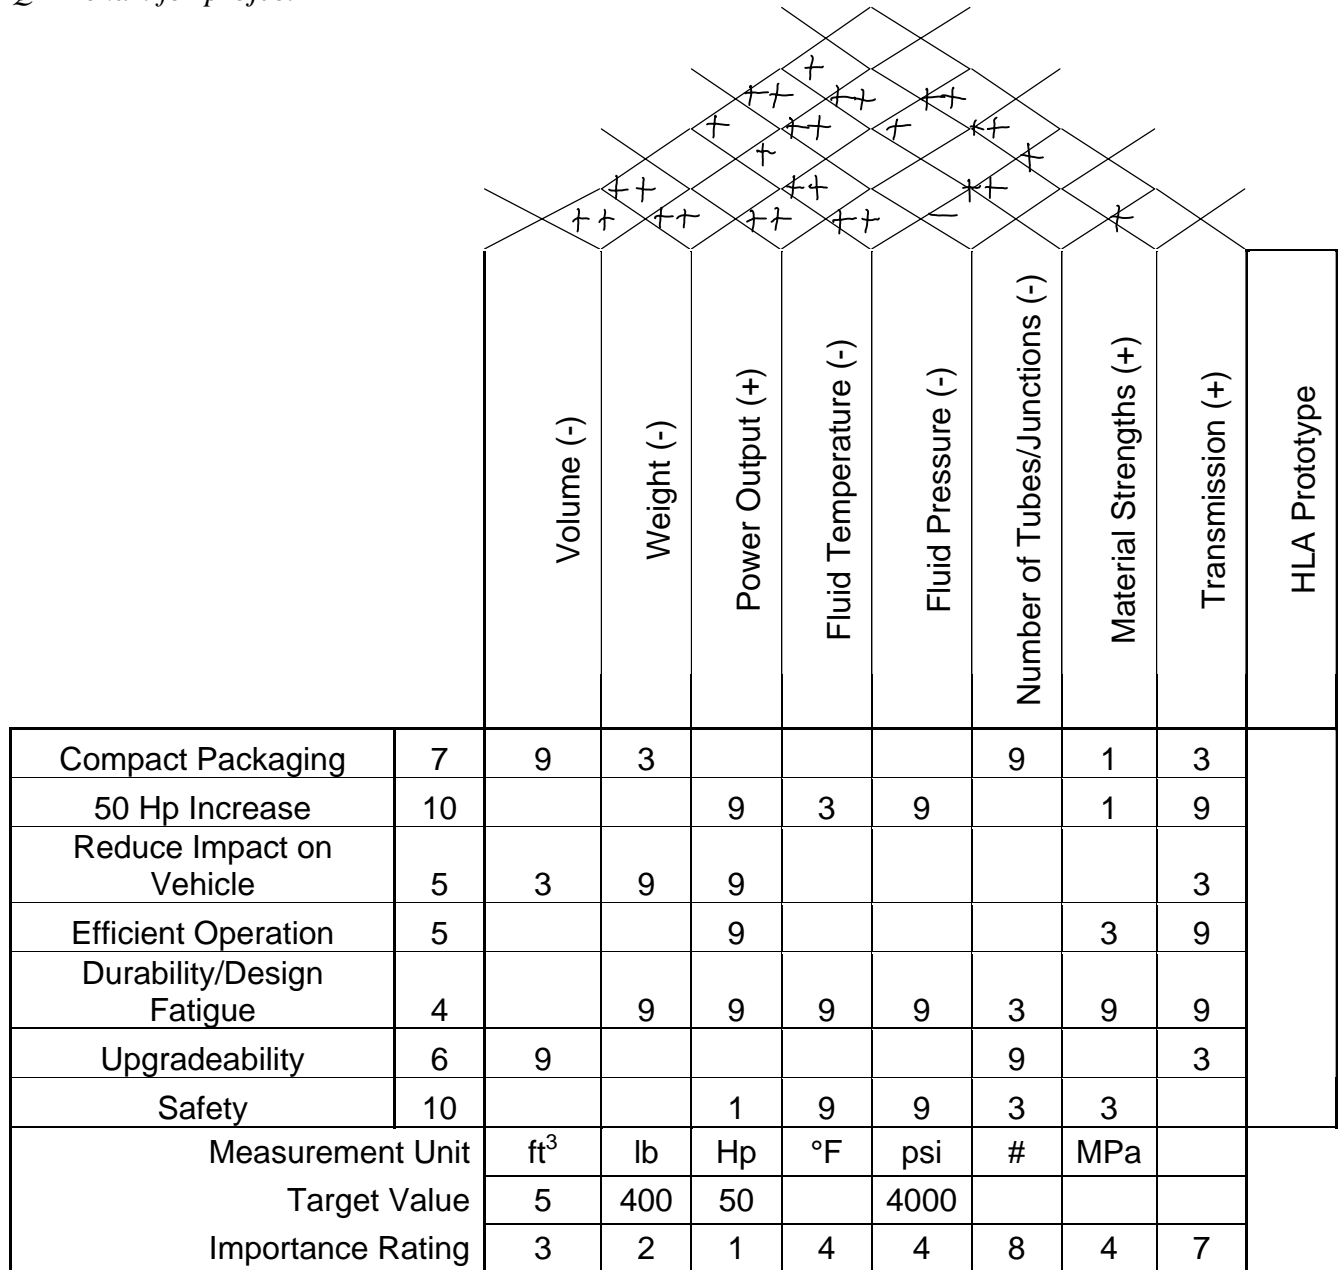 +
++ ++ ++
+ ++ + ++
+ +
++ ++ ++
++ ++ ++ ++ - +
Volume (-)
Weight (-)
Power Output (+)
Fluid Temperature (-)
Fluid Pressure (-)
Number of Tubes/Junctions (-)
Material Strengths (+)
Transmission (+)
HLA Prototype
Compact Packaging 7 9 3 9 1 3
50 Hp Increase 10 9 3 9 1 9
Reduce Impact on
Vehicle 5 3 9 9 3
Efficient Operation 5 9 3 9
Durability/Design
Fatigue 4 9 9 9 9 3 9 9
Upgradeability 6 9 9 3
Safety 10 1 9 9 3 3
Measurement Unit ft³ lb Hp °F psi # MPa
Target Value 5 400 50 4000
Importance Rating 3 2 1 4 4 8 4 7